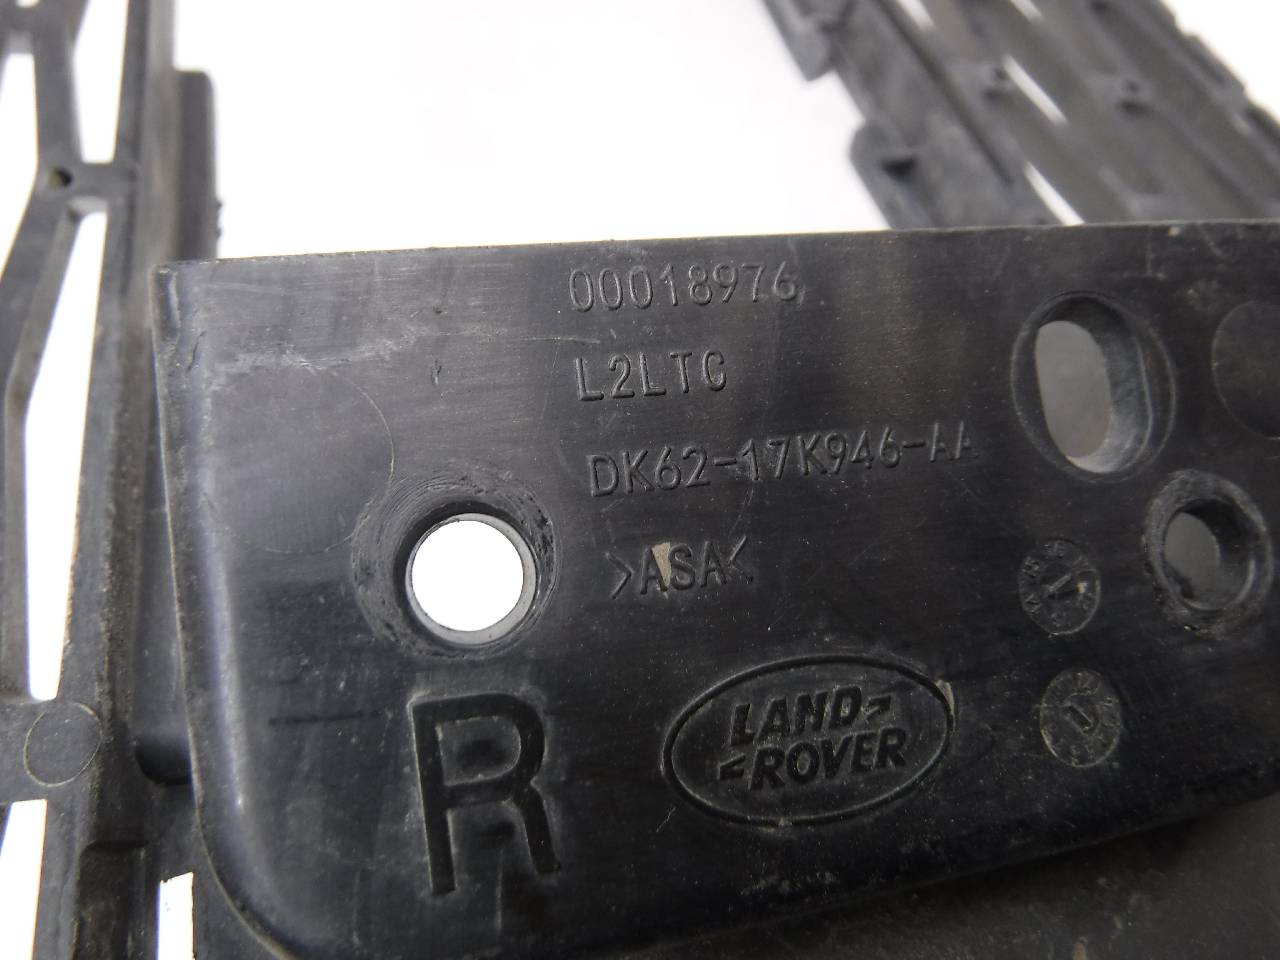 00018976
L2LTC
DK62-17K946-AA
>ASA<
R
LAND
ROVER